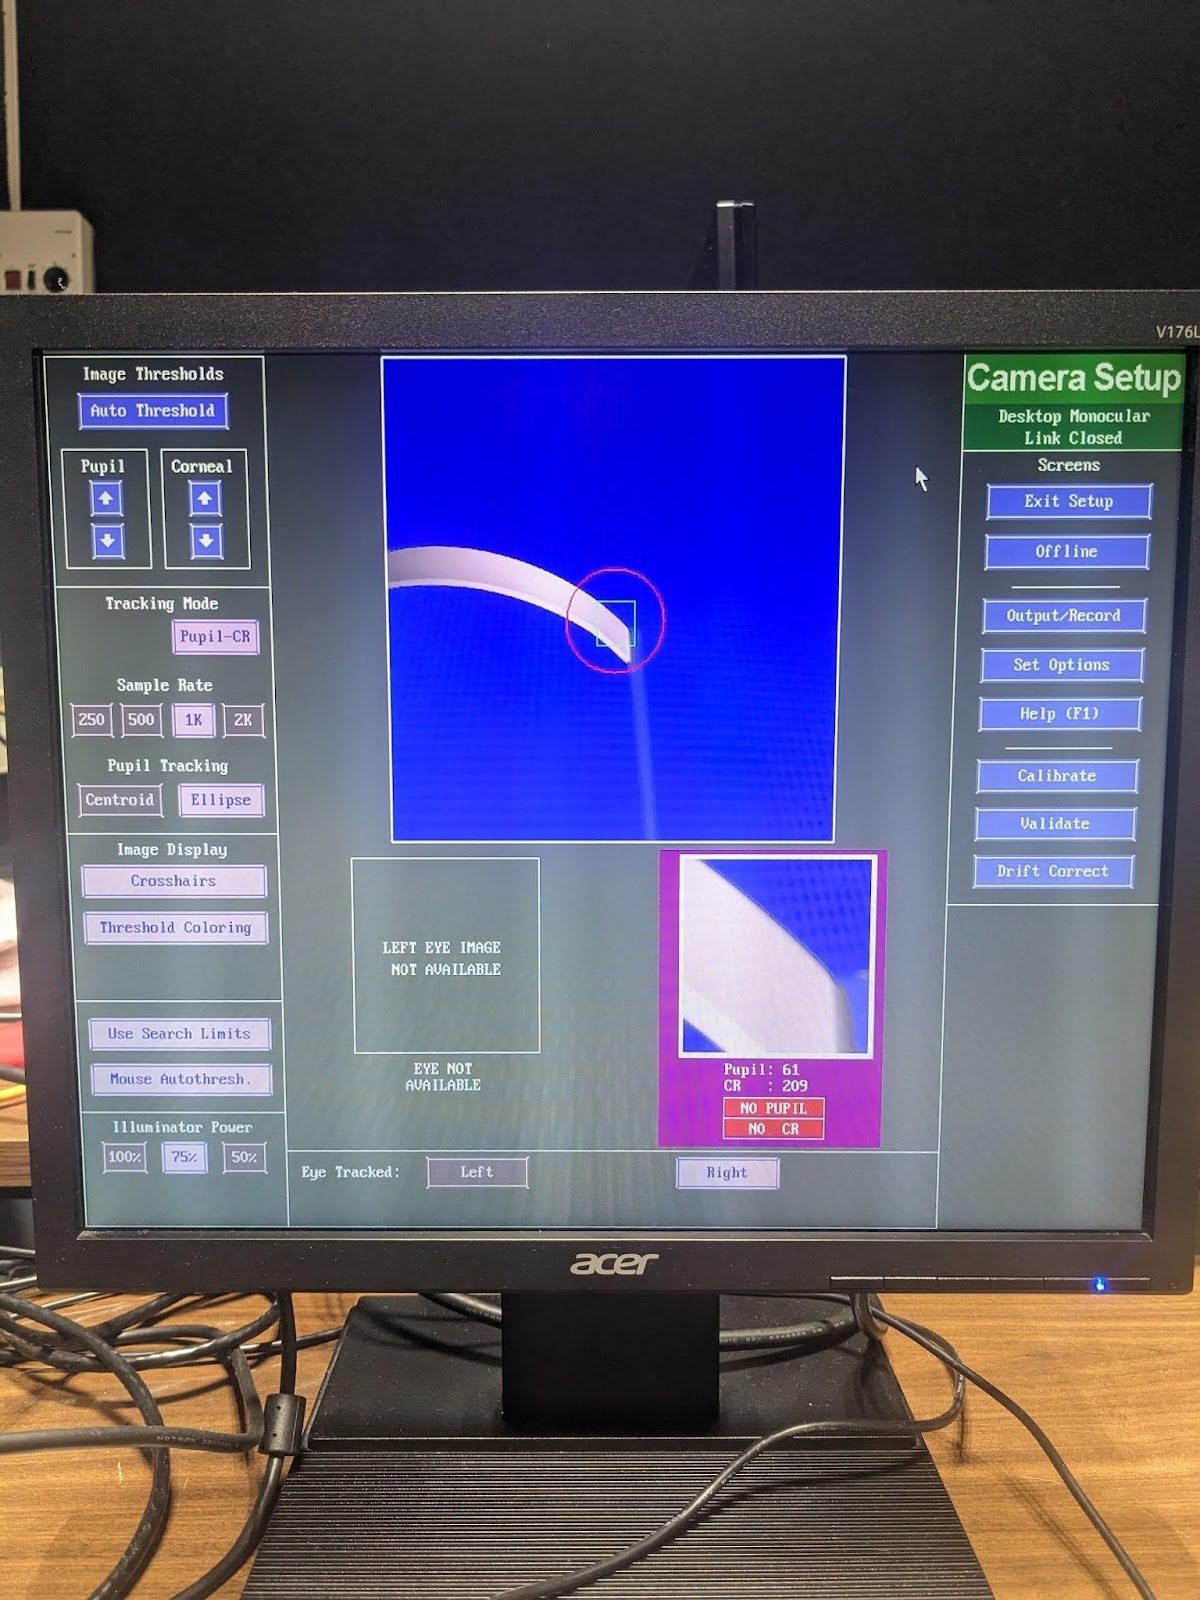 V176L
Image Thresholds
Auto Threshold
Pupil
Corneal
Tracking Mode
Pupil-CR
Sample Rate
250 500 1K 2K
Pupil Tracking
Centroid Ellipse
Image Display
Crosshairs
Threshold Coloring
Use Search Limits
Mouse Autothresh.
Illuminator Power
100% 75% 50%
LEFT EYE IMAGE
NOT AVAILABLE
EYE NOT
AVAILABLE
Pupil: 61
CR : 209
NO PUPIL
NO CR
Eye Tracked: Left Right
Camera Setup
Desktop Monocular
Link Closed
Screens
Exit Setup
Offline
Output/Record
Set Options
Help (F1)
Calibrate
Validate
Drift Correct
acer